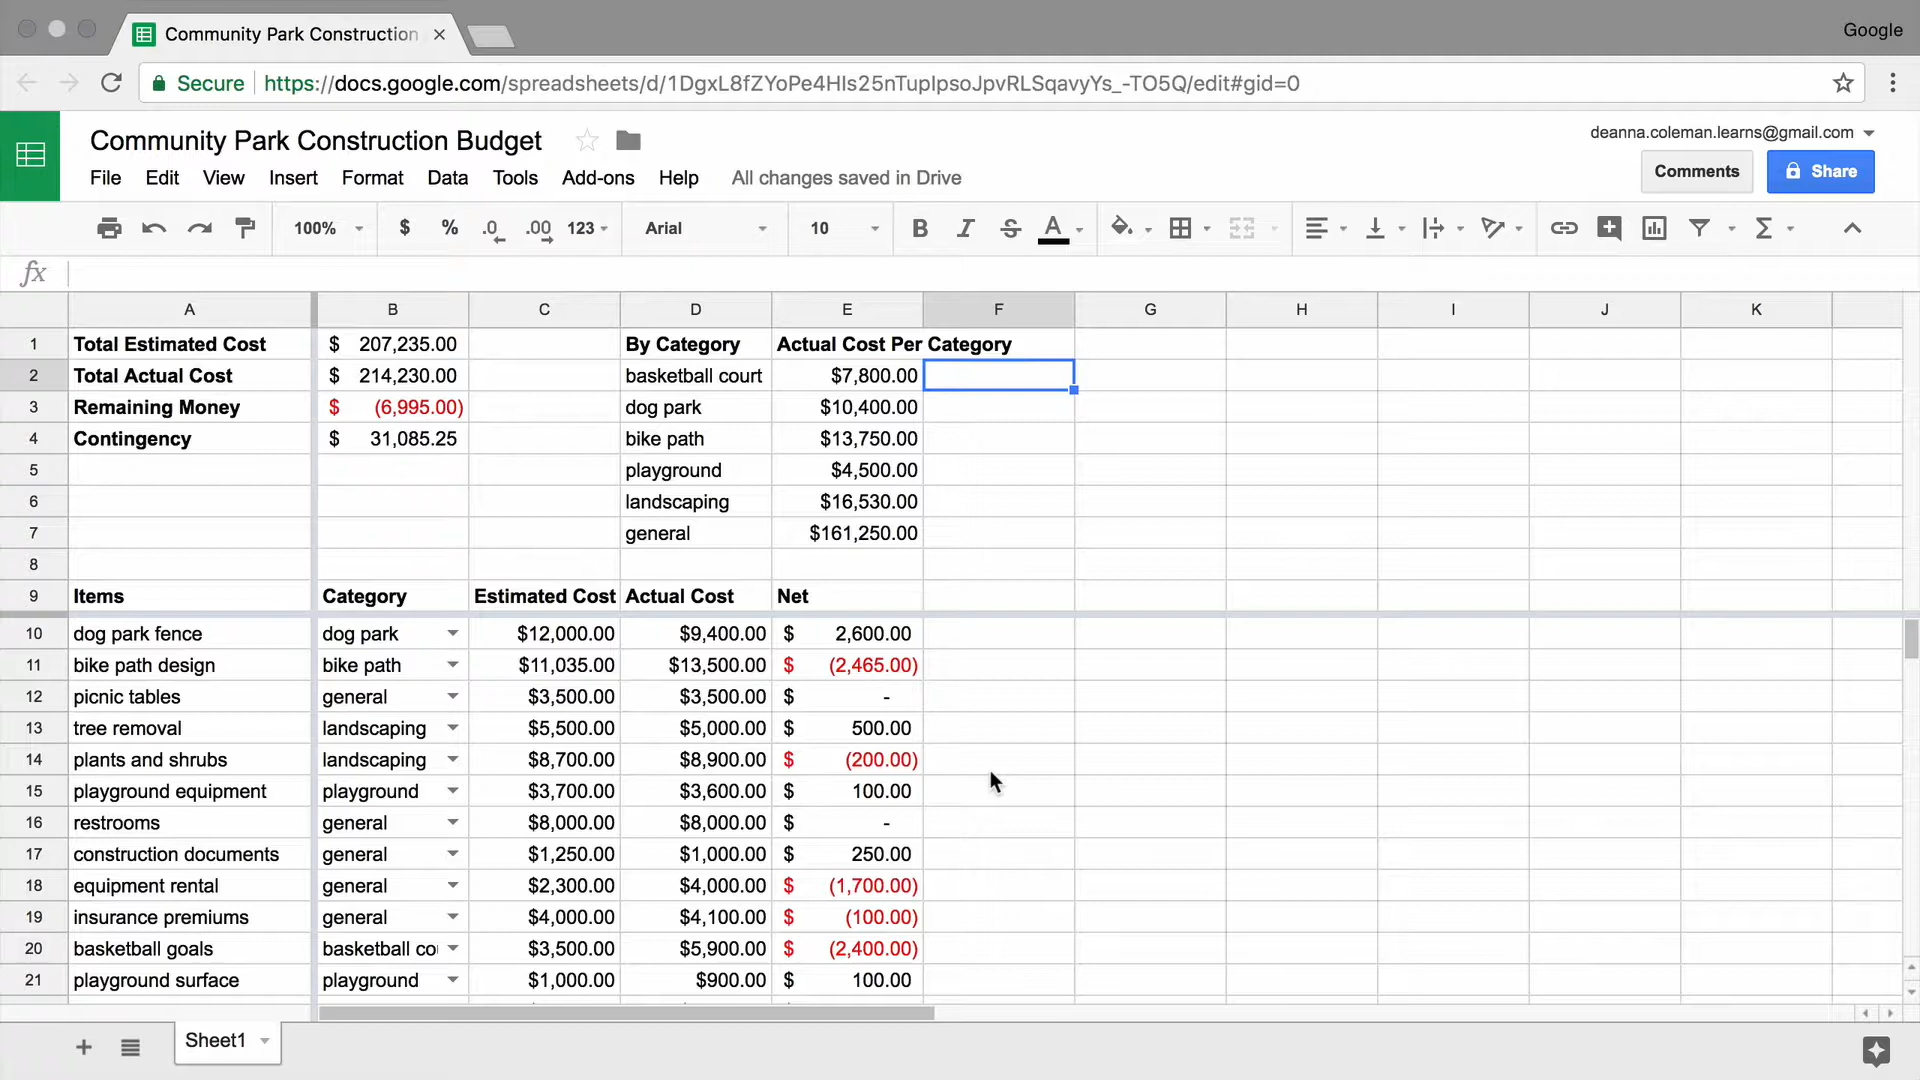 Community Park Construction
Google
Secure https://docs.google.com/spreadsheets/d/1DgxL8fZYoPe4HIs25nTupIpsoJpvRLSqavyYs_-TO5Q/edit#gid=0
Community Park Construction Budget
deanna.coleman.learns@gmail.com
File Edit View Insert Format Data Tools Add-ons Help All changes saved in Drive
Comments Share
100% $ % .0 .00 123 Arial 10 B I S A Σ
fx
A B C D E F G H I J K
1 Total Estimated Cost $ 207,235.00 By Category Actual Cost Per Category
2 Total Actual Cost $ 214,230.00 basketball court $7,800.00
3 Remaining Money $ (6,995.00) dog park $10,400.00
4 Contingency $ 31,085.25 bike path $13,750.00
5 playground $4,500.00
6 landscaping $16,530.00
7 general $161,250.00
8
9 Items Category Estimated Cost Actual Cost Net
10 dog park fence dog park $12,000.00 $9,400.00 $ 2,600.00
11 bike path design bike path $11,035.00 $13,500.00 $ (2,465.00)
12 picnic tables general $3,500.00 $3,500.00 $ -
13 tree removal landscaping $5,500.00 $5,000.00 $ 500.00
14 plants and shrubs landscaping $8,700.00 $8,900.00 $ (200.00)
15 playground equipment playground $3,700.00 $3,600.00 $ 100.00
16 restrooms general $8,000.00 $8,000.00 $ -
17 construction documents general $1,250.00 $1,000.00 $ 250.00
18 equipment rental general $2,300.00 $4,000.00 $ (1,700.00)
19 insurance premiums general $4,000.00 $4,100.00 $ (100.00)
20 basketball goals basketball co $3,500.00 $5,900.00 $ (2,400.00)
21 playground surface playground $1,000.00 $900.00 $ 100.00
Sheet1